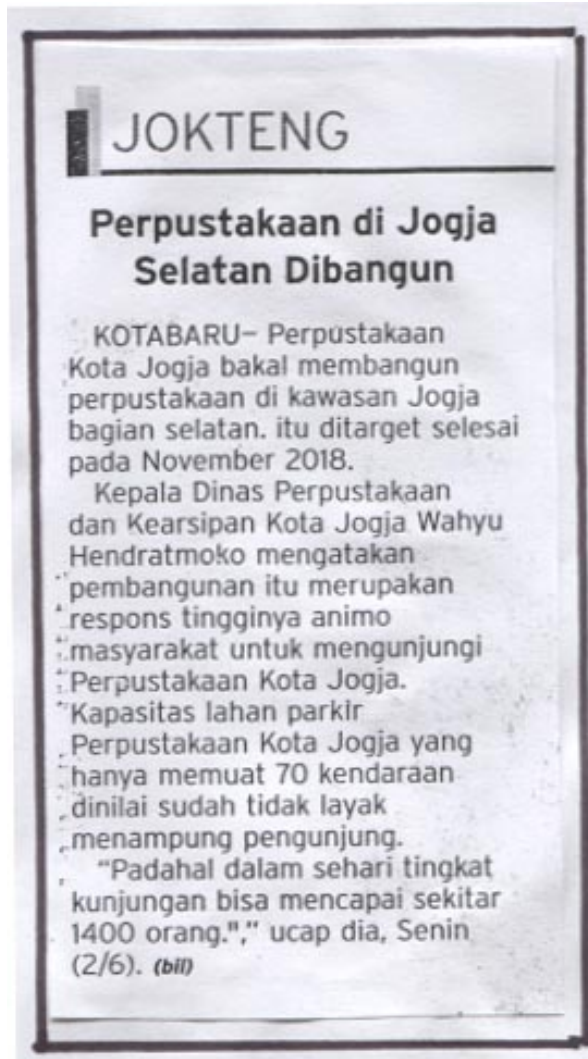 JOKTENG
Perpustakaan di Jogja
Selatan Dibangun
KOTABARU– Perpustakaan
Kota Jogja bakal membangun
perpustakaan di kawasan Jogja
bagian selatan. itu ditarget selesai
pada November 2018.
Kepala Dinas Perpustakaan
dan Kearsipan Kota Jogja Wahyu
Hendratmoko mengatakan
pembangunan itu merupakan
respons tingginya animo
masyarakat untuk mengunjungi
Perpustakaan Kota Jogja.
Kapasitas lahan parkir
Perpustakaan Kota Jogja yang
hanya memuat 70 kendaraan
dinilai sudah tidak layak
menampung pengunjung.
“Padahal dalam sehari tingkat
kunjungan bisa mencapai sekitar
1400 orang.",” ucap dia, Senin
(2/6). (bil)